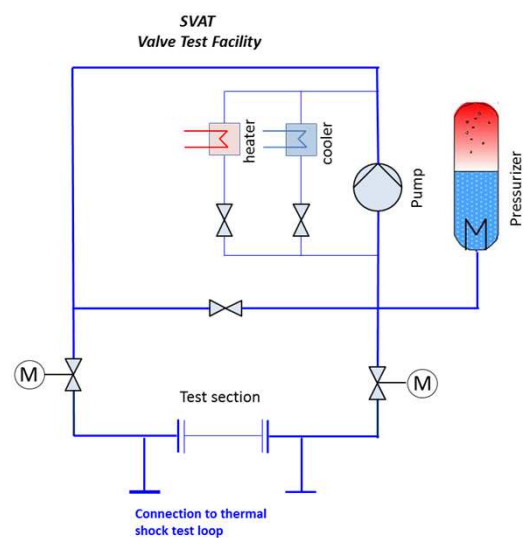 SVAT
Valve Test Facility
heater
cooler
Pump
Pressurizer
M
M
Test section
Connection to thermal
shock test loop